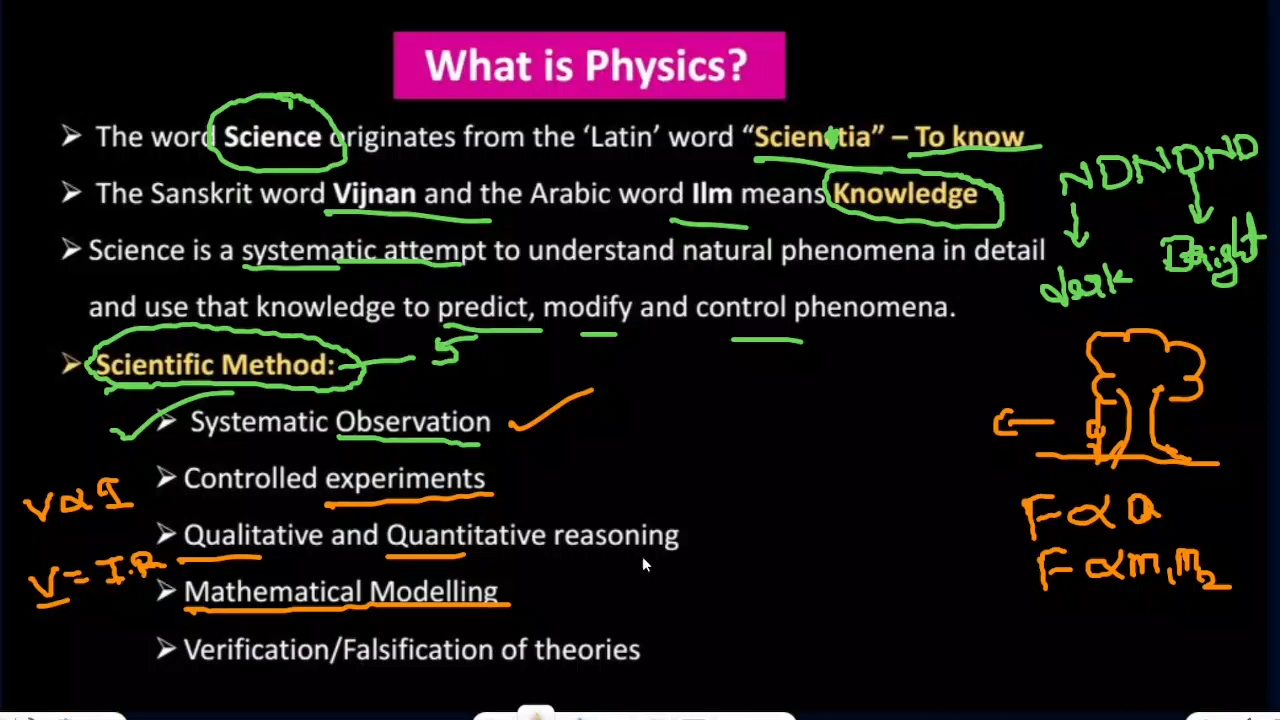 What is Physics?
➢ The word Science originates from the ‘Latin’ word “Scientia” – To know
➢ The Sanskrit word Vijnan and the Arabic word Ilm means Knowledge
➢ Science is a systematic attempt to understand natural phenomena in detail
and use that knowledge to predict, modify and control phenomena.
➢ Scientific Method: 5
➢ Systematic Observation
➢ Controlled experiments
➢ Qualitative and Quantitative reasoning
➢ Mathematical Modelling
➢ Verification/Falsification of theories
NDNDND
dark Bright
V∝I
V=I.R
F∝a
F∝m₁m₂